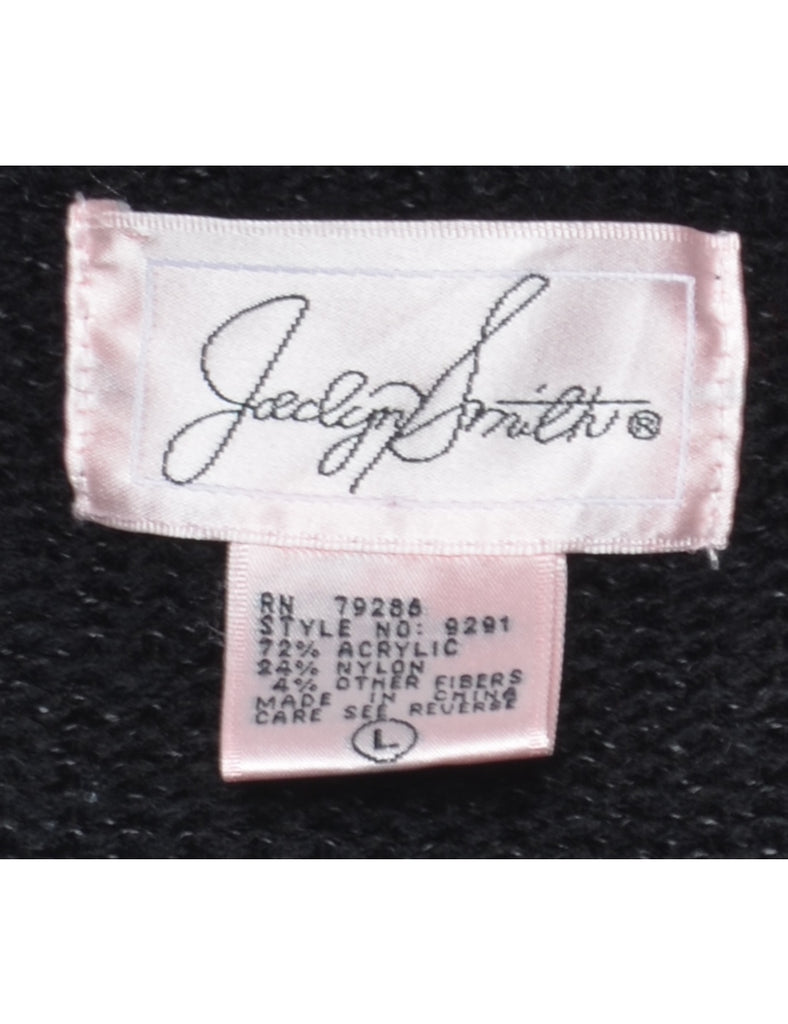 Jaclyn Smith®
RN 79286
STYLE NO: 9291
72% ACRYLIC
24% NYLON
4% OTHER FIBERS
MADE IN CHINA
CARE SEE REVERSE
L